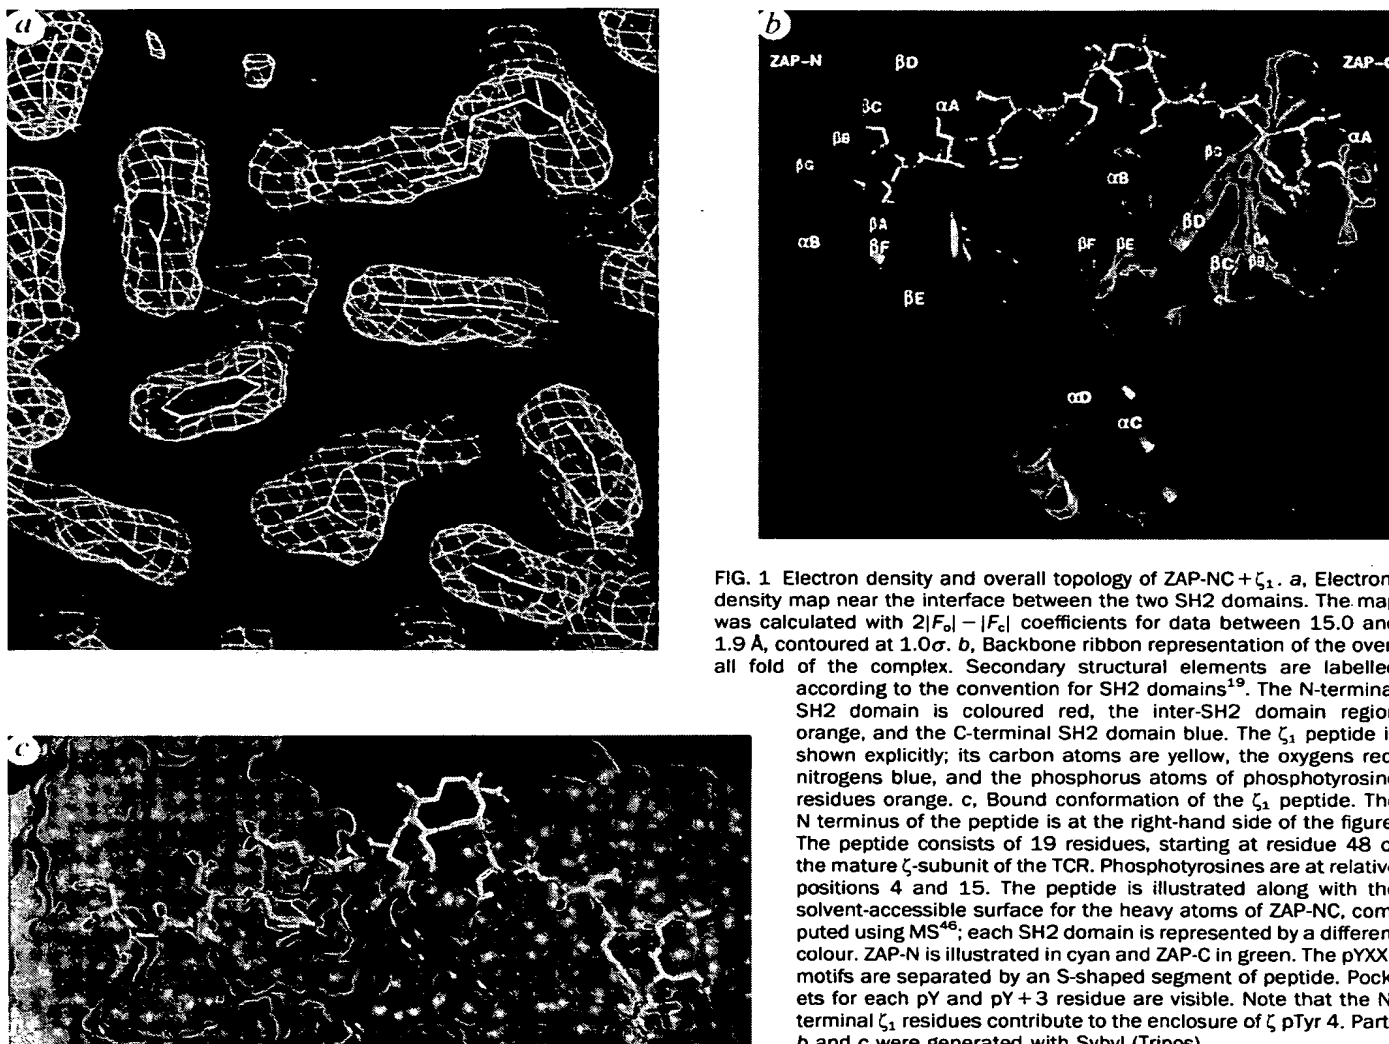 a
b
ZAP-N
βD
βC
αA
βB
βG
βA
αB
βF
βE
αB
βG
αA
βD
βF
βE
βA
βC
βB
αD
αC
FIG. 1 Electron density and overall topology of ZAP-NC + ζ₁. a, Electron
density map near the interface between the two SH2 domains. The map
was calculated with 2|Fₒ| − |F꜀| coefficients for data between 15.0 and
1.9 Å, contoured at 1.0σ. b, Backbone ribbon representation of the over
all fold of the complex. Secondary structural elements are labelled
according to the convention for SH2 domains¹⁹. The N-termina
SH2 domain is coloured red, the inter-SH2 domain region
orange, and the C-terminal SH2 domain blue. The ζ₁ peptide i
shown explicitly; its carbon atoms are yellow, the oxygens red
nitrogens blue, and the phosphorus atoms of phosphotyrosine
residues orange. c, Bound conformation of the ζ₁ peptide. The
N terminus of the peptide is at the right-hand side of the figure
The peptide consists of 19 residues, starting at residue 48 o
the mature ζ-subunit of the TCR. Phosphotyrosines are at relative
positions 4 and 15. The peptide is illustrated along with the
solvent-accessible surface for the heavy atoms of ZAP-NC, com
puted using MS⁴⁶; each SH2 domain is represented by a differen
colour. ZAP-N is illustrated in cyan and ZAP-C in green. The pYXX
motifs are separated by an S-shaped segment of peptide. Pock
ets for each pY and pY + 3 residue are visible. Note that the N
terminal ζ₁ residues contribute to the enclosure of ζ pTyr 4. Part
b and c were generated with Sybyl (Tripos)
c